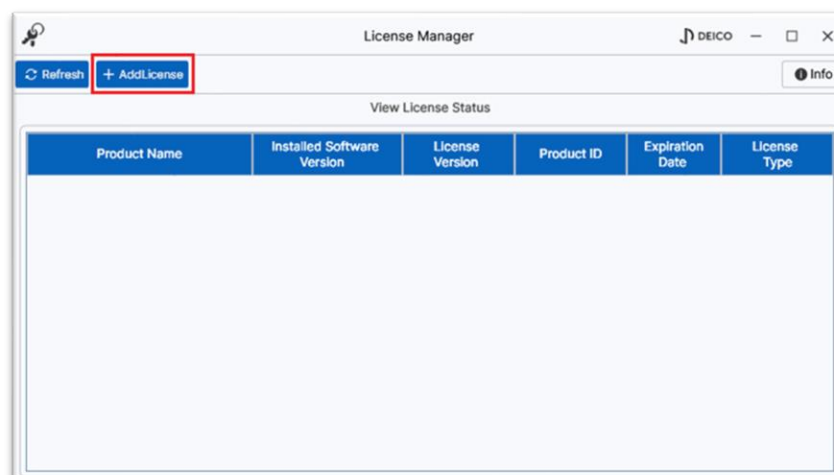 License Manager
DEICO
Refresh
+ AddLicense
Info
View License Status
Product Name
Installed Software
Version
License
Version
Product ID
Expiration
Date
License
Type